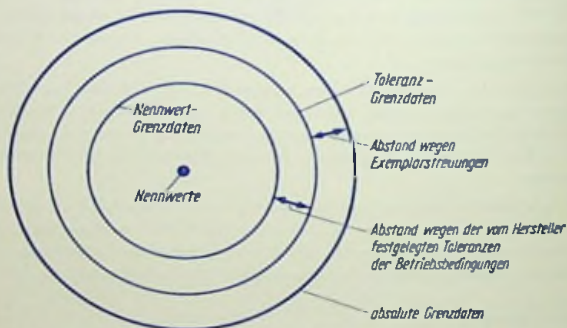 Toleranz-
Grenzdaten
Nennwert-
Grenzdaten
Abstand wegen
Exemplarstreuungen
Nennwerte
Abstand wegen der vom Hersteller
festgelegten Toleranzen
der Betriebsbedingungen
absolute Grenzdaten